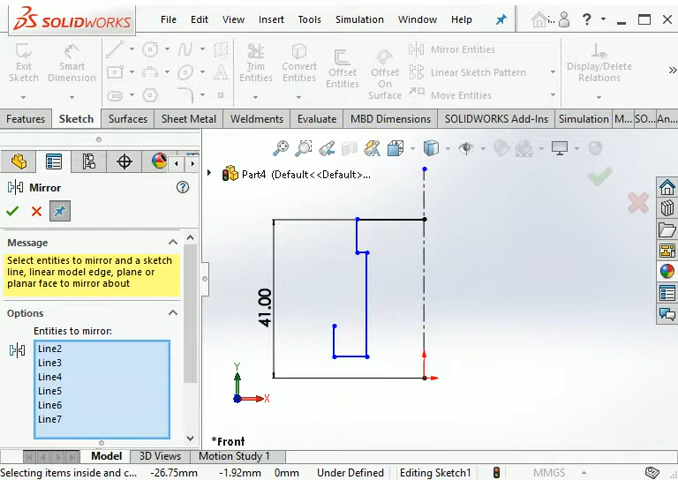 SOLIDWORKS File Edit View Insert Tools Simulation Window Help ?
Exit Sketch
Smart Dimension
Trim Entities
Convert Entities
Offset Entities
Offset On Surface
Mirror Entities
Linear Sketch Pattern
Move Entities
Display/Delete Relations
Features Sketch Surfaces Sheet Metal Weldments Evaluate MBD Dimensions SOLIDWORKS Add-Ins Simulation M... SO... An...
Part4 (Default<<Default>...
Mirror
Message
Select entities to mirror and a sketch
line, linear model edge, plane or
planar face to mirror about
Options
Entities to mirror:
Line2
Line3
Line4
Line5
Line6
Line7
41.00
Y
X
*Front
Model 3D Views Motion Study 1
Selecting items inside and c... -26.75mm -1.92mm 0mm Under Defined Editing Sketch1 MMGS